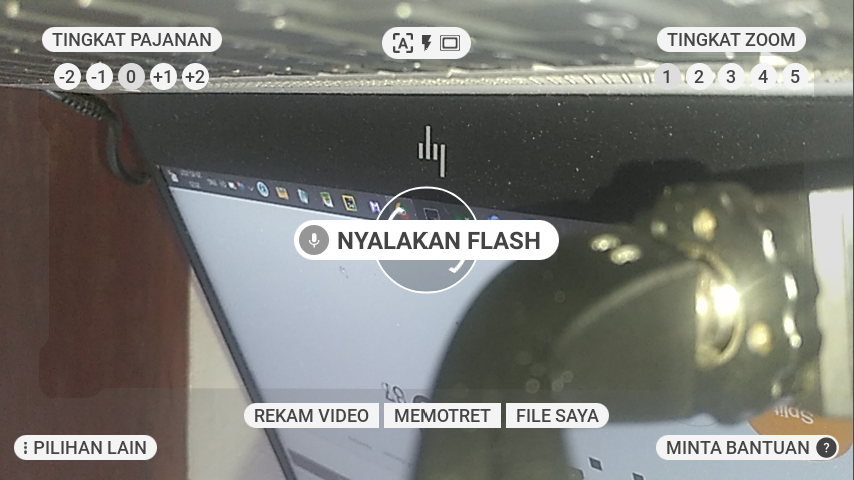 TINGKAT PAJANAN
-2 -1 0 +1 +2
A
TINGKAT ZOOM
1 2 3 4 5
NYALAKAN FLASH
REKAM VIDEO
MEMOTRET
FILE SAYA
PILIHAN LAIN
MINTA BANTUAN ?
Split